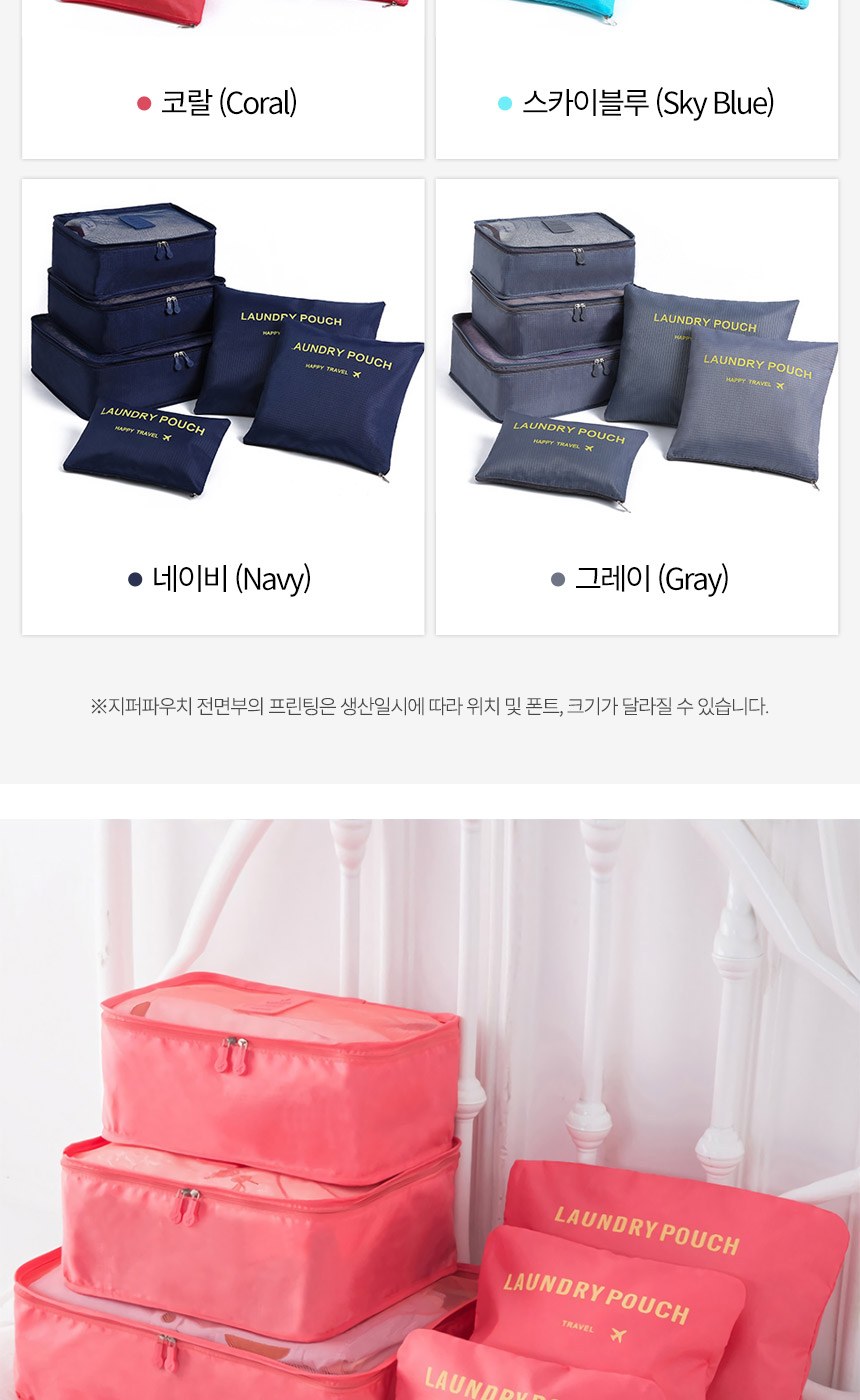 코랄 (Coral)
스카이블루 (Sky Blue)
LAUNDRY POUCH
HAPPY
AUNDRY POUCH
HAPPY TRAVEL
LAUNDRY POUCH
HAPPY TRAVEL
LAUNDRY POUCH
HAPP
LAUNDRY POUCH
HAPPY TRAVEL
LAUNDRY POUCH
HAPPY TRAVEL
네이비 (Navy)
그레이 (Gray)
※지퍼파우치 전면부의 프린팅은 생산일시에 따라 위치 및 폰트, 크기가 달라질 수 있습니다.
LAUNDRY POUCH
LAUNDRY POUCH
TRAVEL
LAUNDRY PO